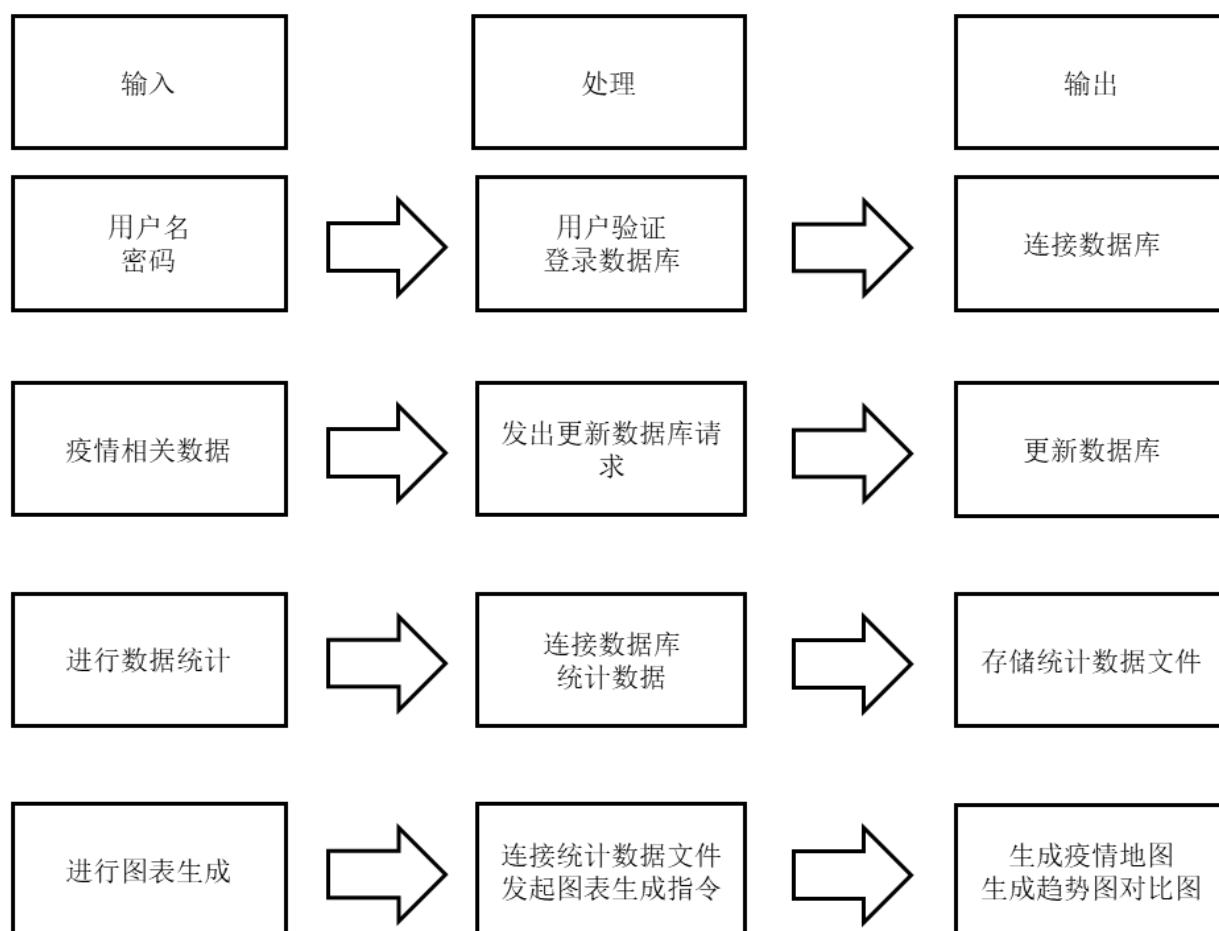 输入
处理
输出
用户名
密码
用户验证
登录数据库
连接数据库
疫情相关数据
发出更新数据库请
求
更新数据库
进行数据统计
连接数据库
统计数据
存储统计数据文件
进行图表生成
连接统计数据文件
发起图表生成指令
生成疫情地图
生成趋势图对比图